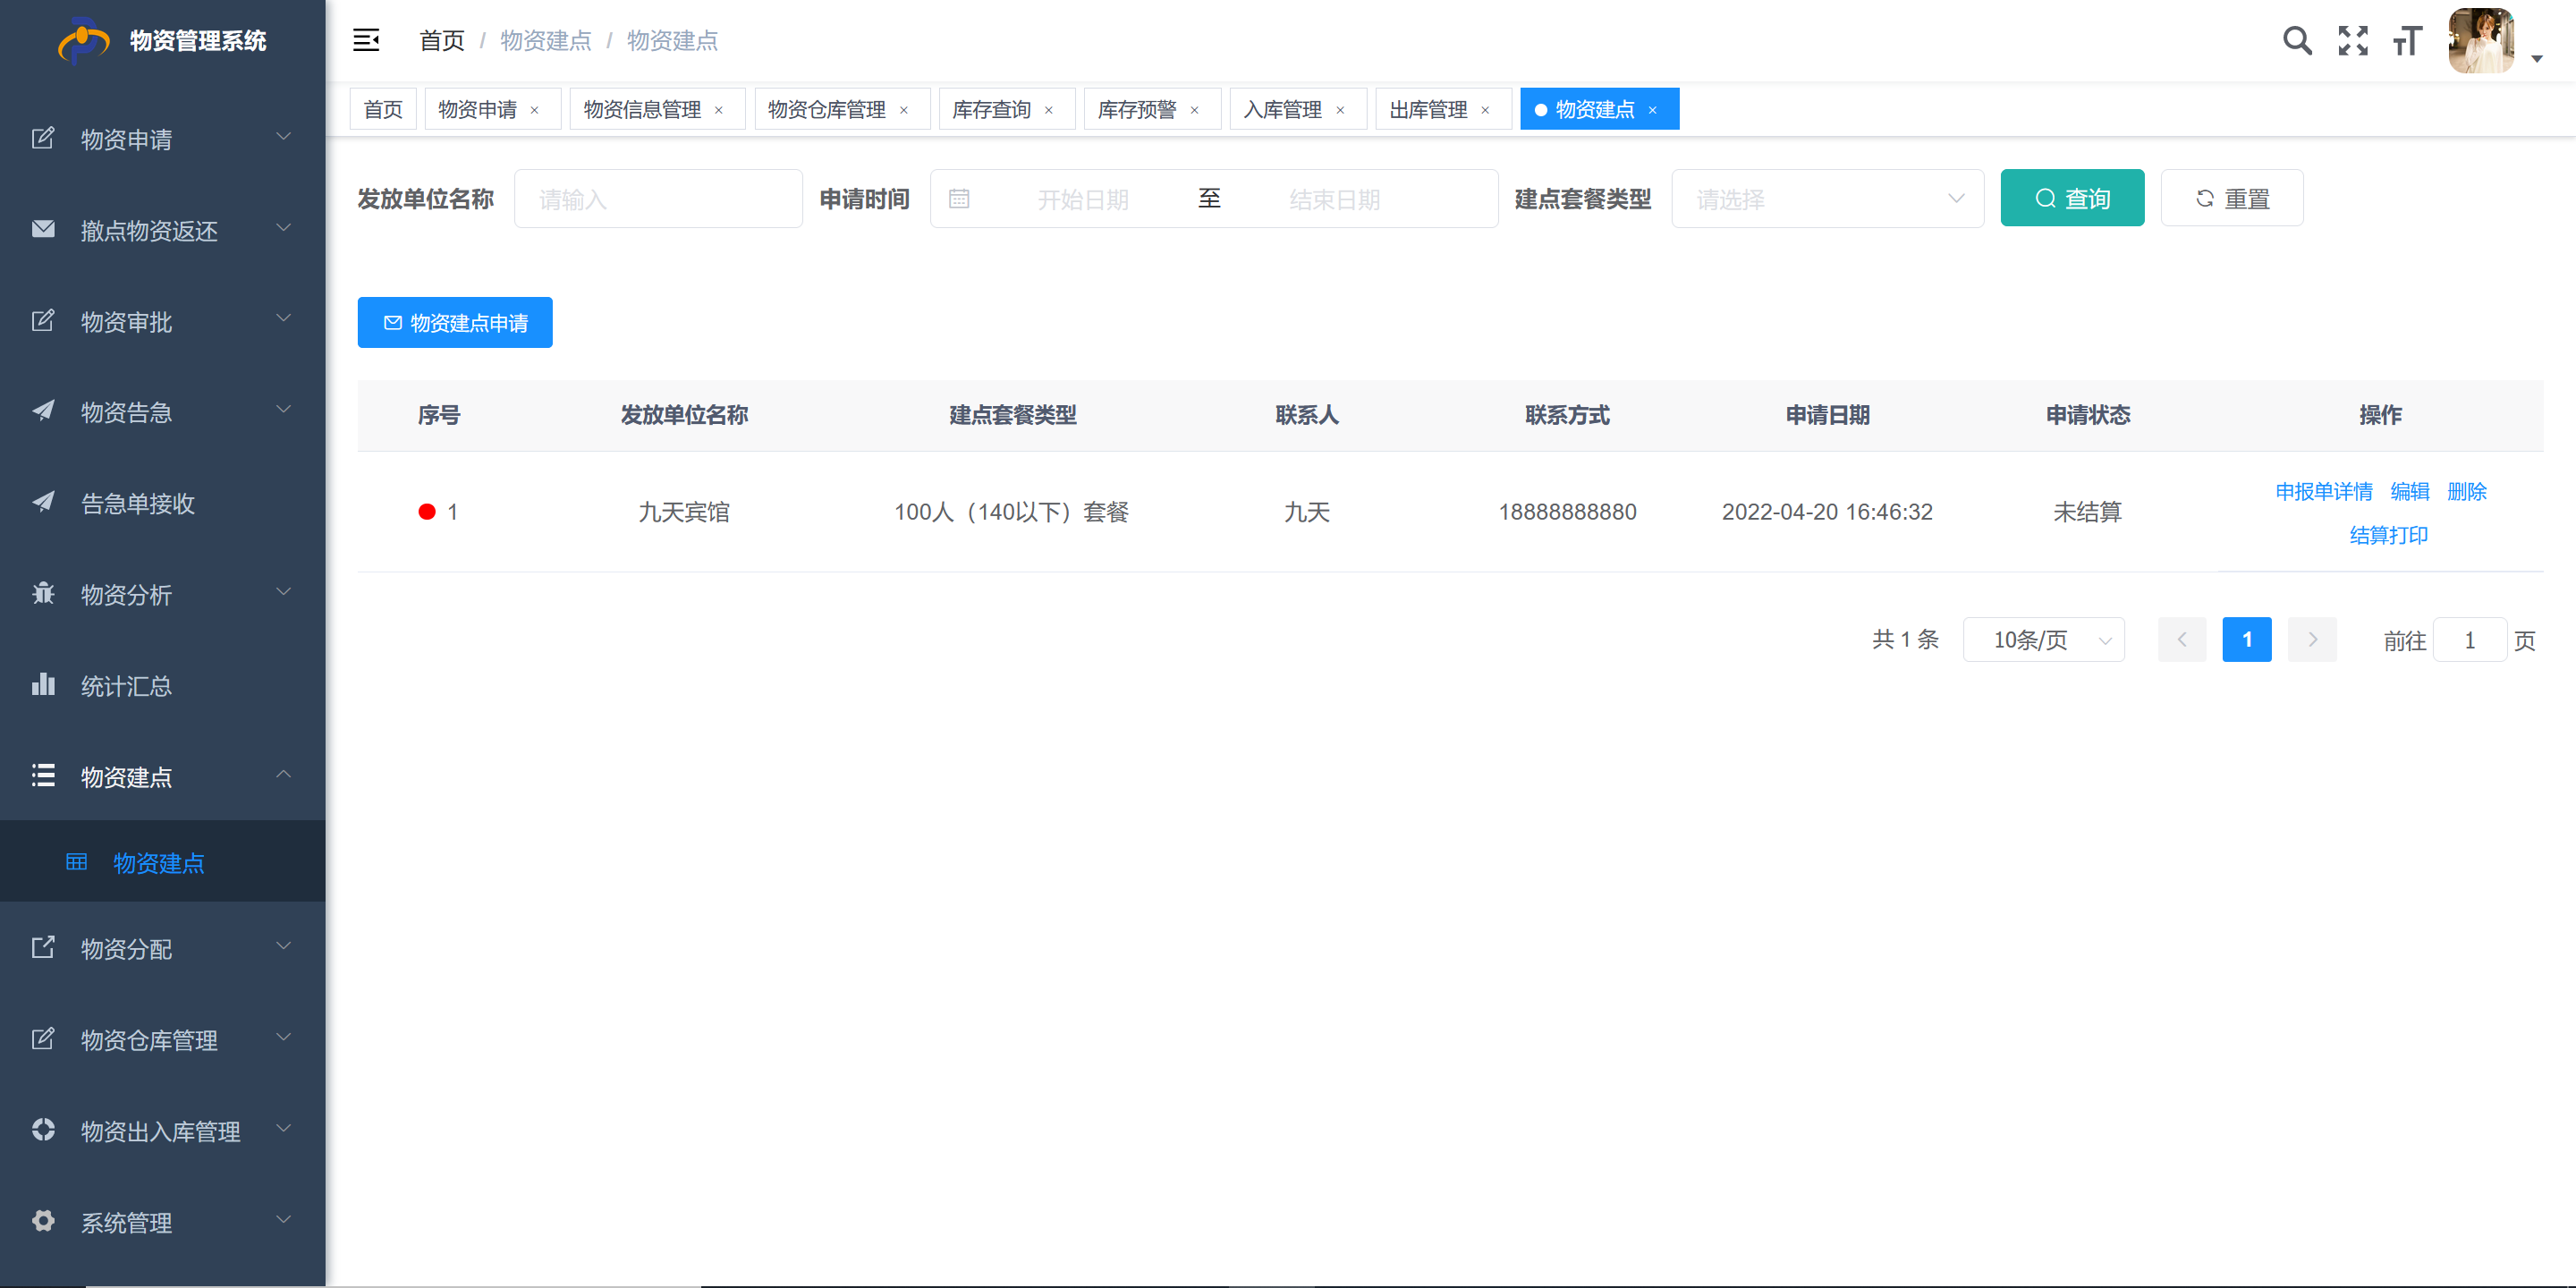 物资管理系统
首页 / 物资建点 / 物资建点
首页 物资申请 × 物资信息管理 × 物资仓库管理 × 库存查询 × 库存预警 × 入库管理 × 出库管理 × 物资建点 ×
物资申请
撤点物资返还
物资审批
物资告急
告急单接收
物资分析
统计汇总
物资建点
物资建点
物资分配
物资仓库管理
物资出入库管理
系统管理
发放单位名称 请输入 申请时间 开始日期 至 结束日期 建点套餐类型 请选择 查询 重置
物资建点申请
序号 发放单位名称 建点套餐类型 联系人 联系方式 申请日期 申请状态 操作
1 九天宾馆 100人（140以下）套餐 九天 18888888880 2022-04-20 16:46:32 未结算 申报单详情 编辑 删除
结算打印
共 1 条 10条/页 1 前往 1 页